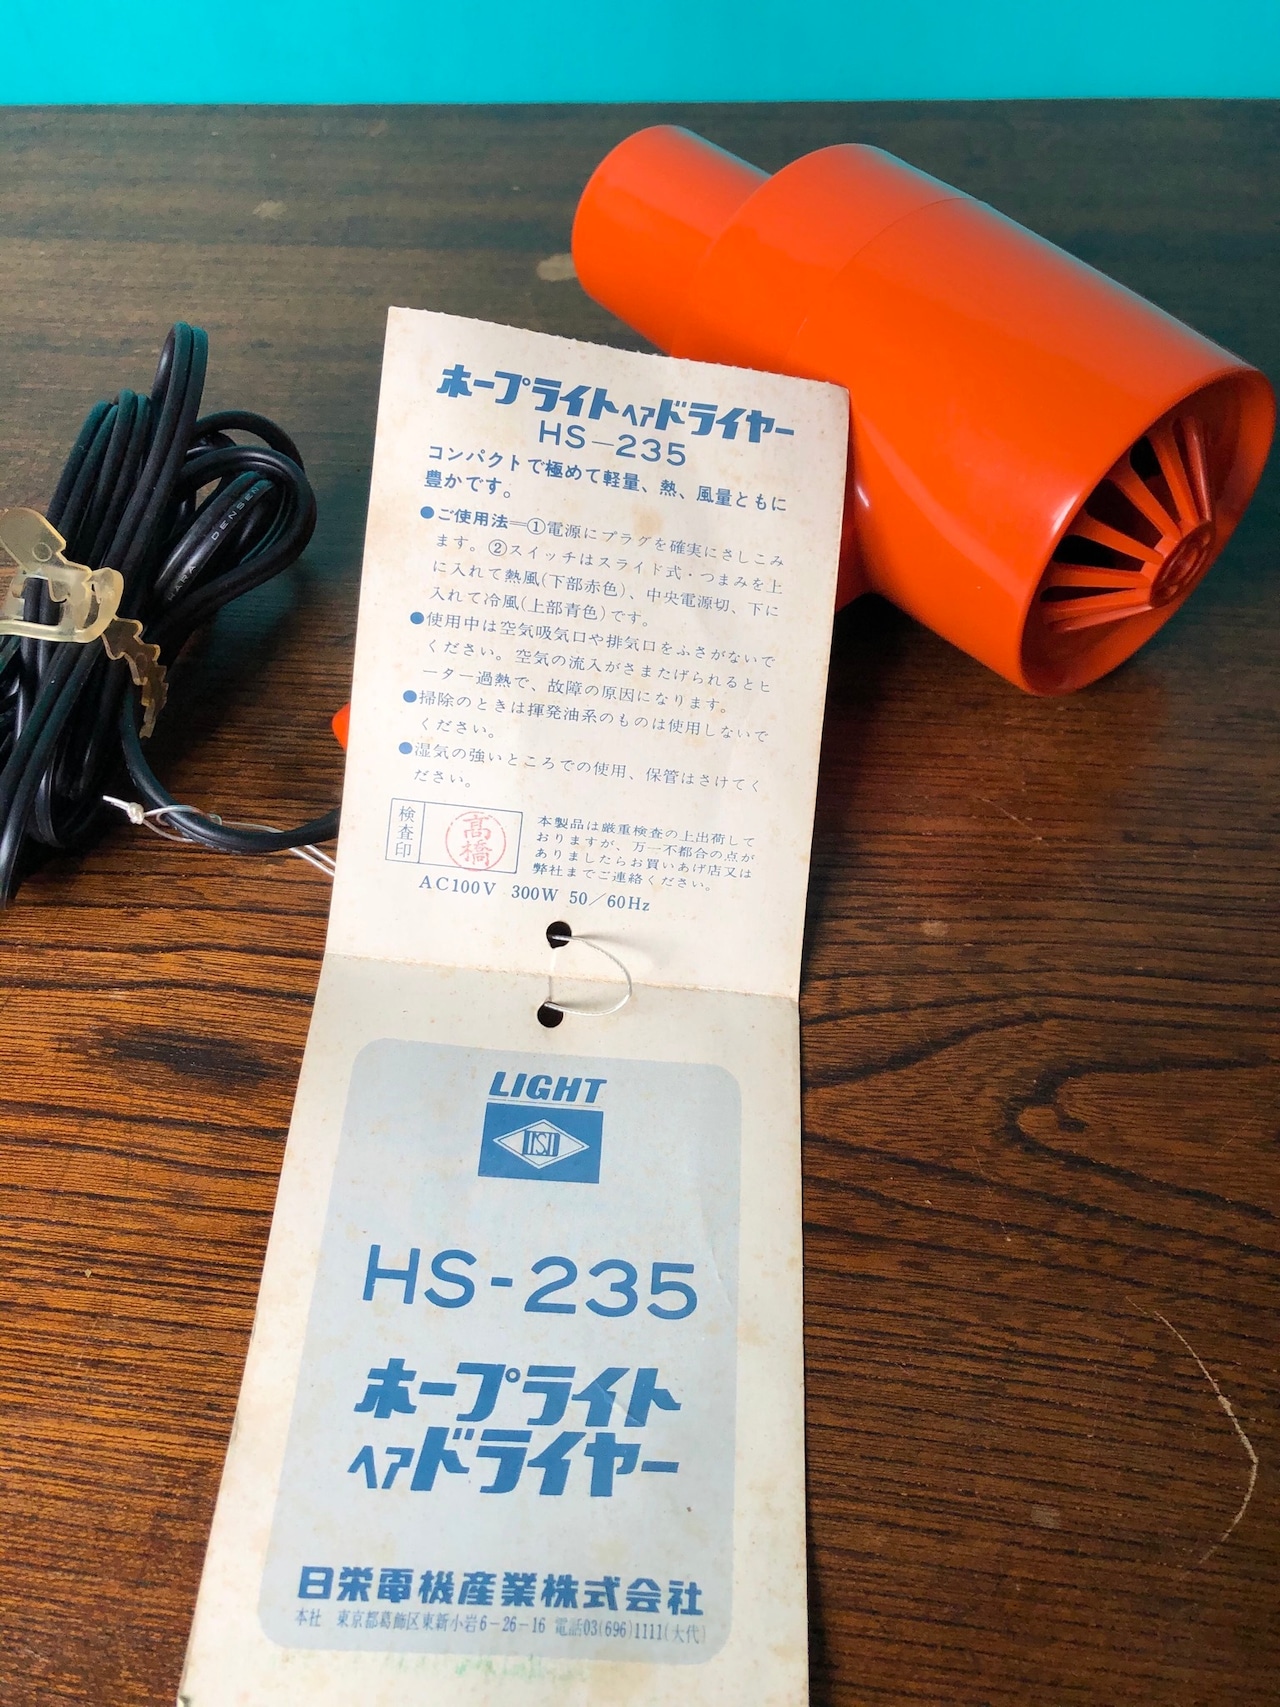 ホープライトヘアドライヤー
HS-235
コンパクトで極めて軽量、熱、風量ともに
豊かです。
●ご使用法＝①電源にプラグを確実にさしこみ
ます。②スイッチはスライド式・つまみを上
に入れて熱風(下部赤色)、中央電源切、下に
入れて冷風(上部青色)です。
●使用中は空気吸気口や排気口をふさがないで
ください。空気の流入がさまたげられるとヒ
ーター過熱で、故障の原因になります。
●掃除のときは揮発油系のものは使用しないで
ください。
●湿気の強いところでの使用、保管はさけてく
ださい。
検査印
高橋
本製品は厳重検査の上出荷して
おりますが、万一不都合の点が
ありましたらお買いあげ店又は
弊社までご連絡ください。
AC100V 300W 50/60Hz
LIGHT
HS-235
ホープライト
ヘアドライヤー
日栄電機産業株式会社
本社 東京都葛飾区東新小岩6-26-16 電話03(696)1111(大代)